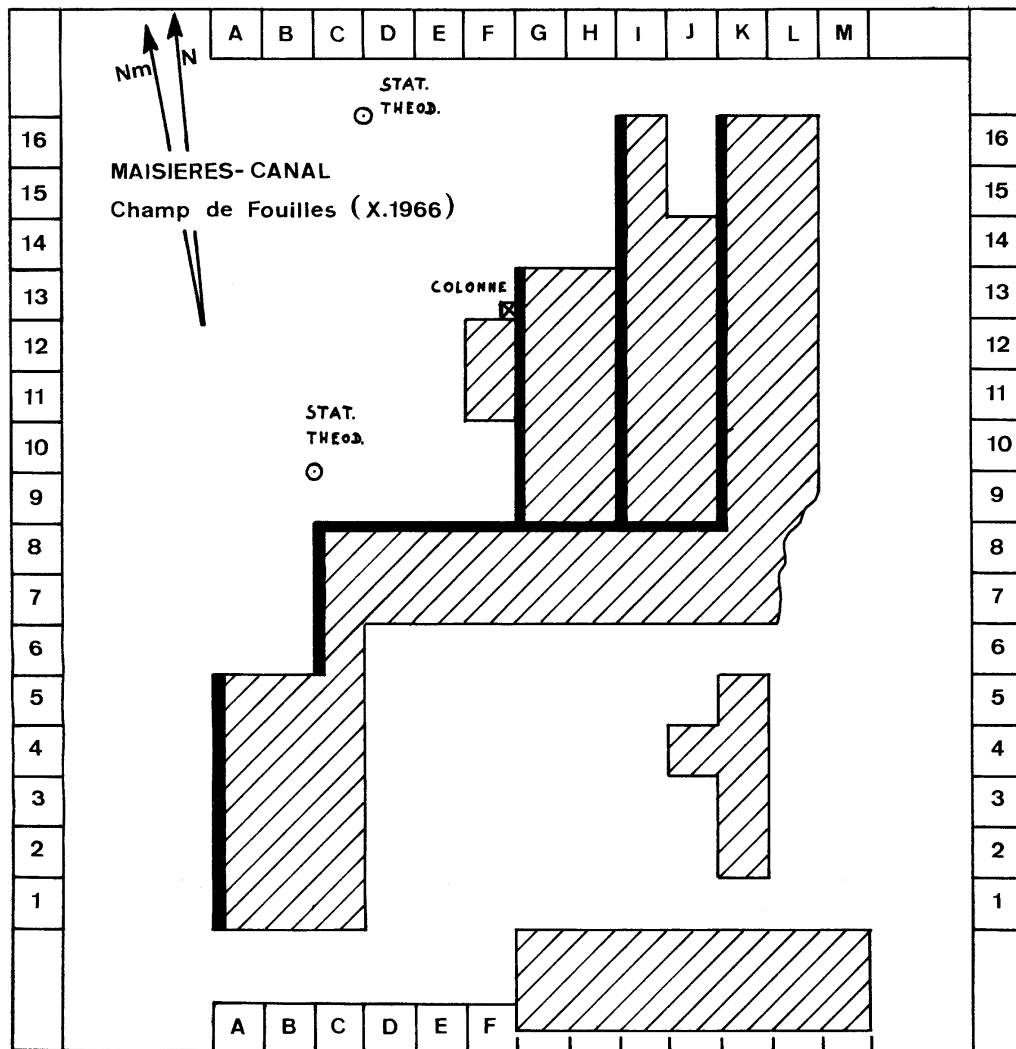 A B C D E F G H I J K L M
Nm N
STAT.
THEOD.
MAISIERES-CANAL
Champ de Fouilles (X.1966)
COLONNE
STAT.
THEOD.
16 16
15 15
14 14
13 13
12 12
11 11
10 10
9 9
8 8
7 7
6 6
5 5
4 4
3 3
2 2
1 1
A B C D E F